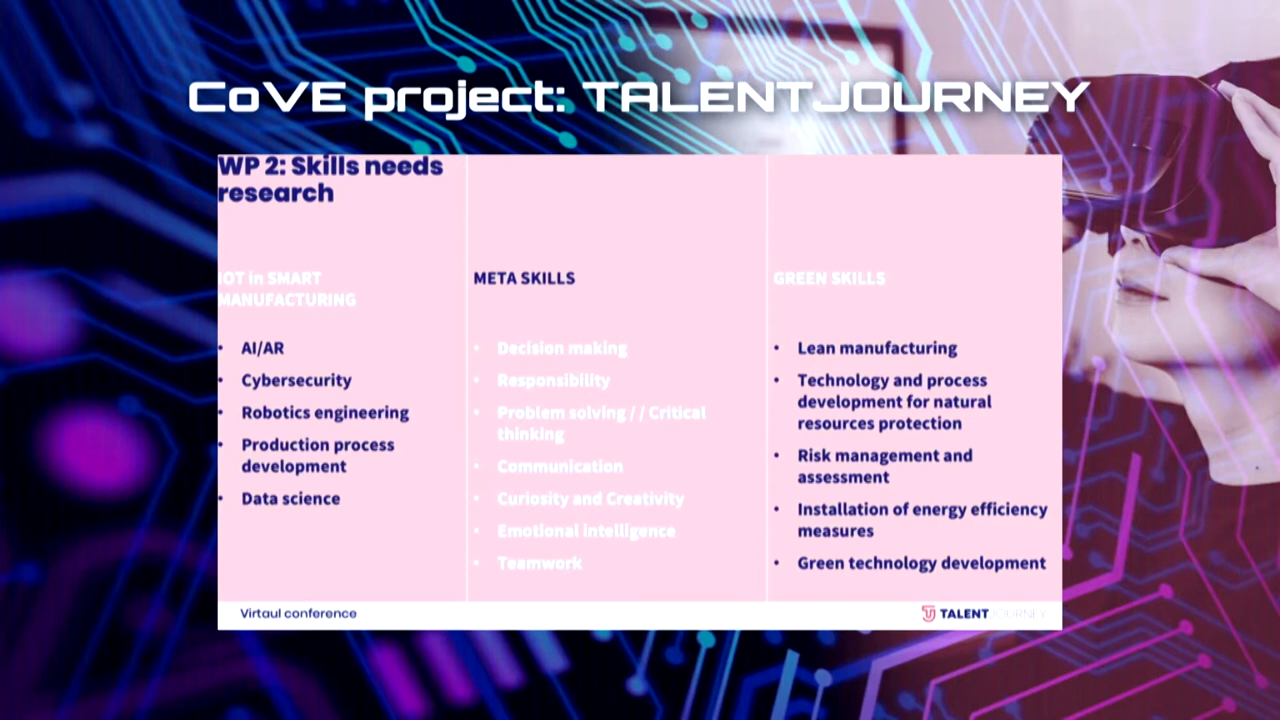 CoVE project: TALENTJOURNEY
WP 2: Skills needs
research
IOT in SMART
MANUFACTURING
• AI/AR
• Cybersecurity
• Robotics engineering
• Production process
development
• Data science
META SKILLS
• Decision making
• Responsibility
• Problem solving / / Critical
thinking
• Communication
• Curiosity and Creativity
• Emotional intelligence
• Teamwork
GREEN SKILLS
• Lean manufacturing
• Technology and process
development for natural
resources protection
• Risk management and
assessment
• Installation of energy efficiency
measures
• Green technology development
Virtaul conference
TALENTJOURNEY